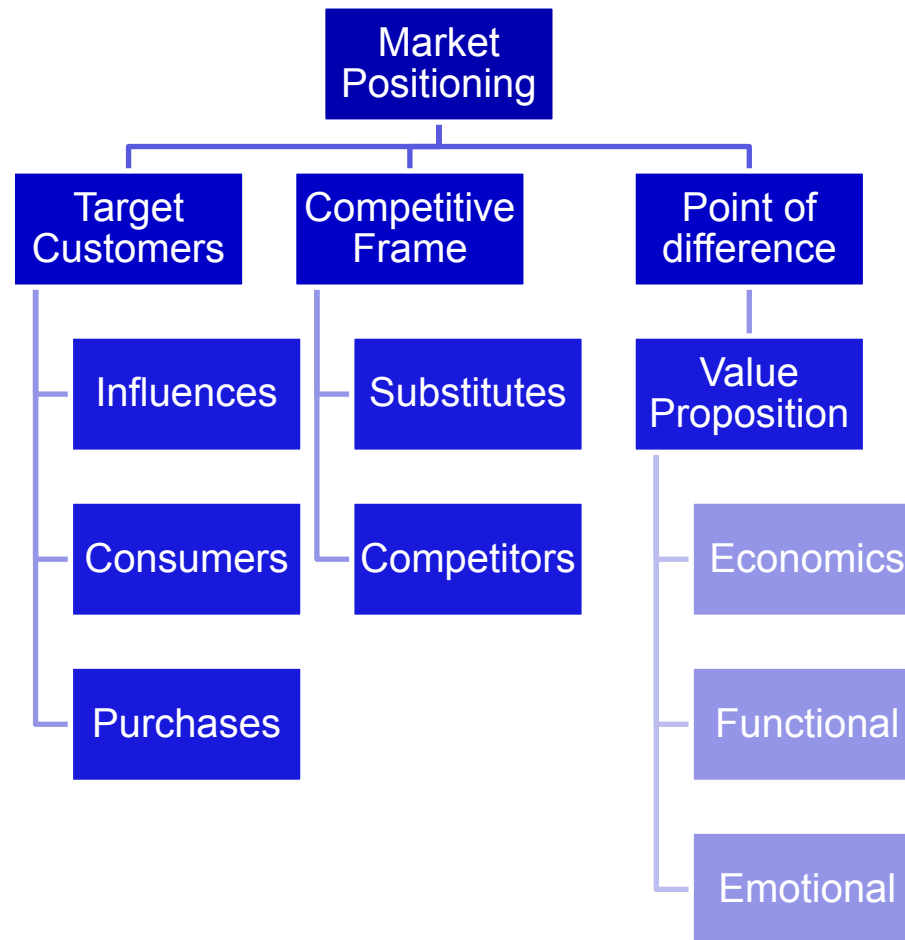 Market
Positioning
Target
Customers
Competitive
Frame
Point of
difference
Influences
Substitutes
Value
Proposition
Consumers
Competitors
Economics
Purchases
Functional
Emotional